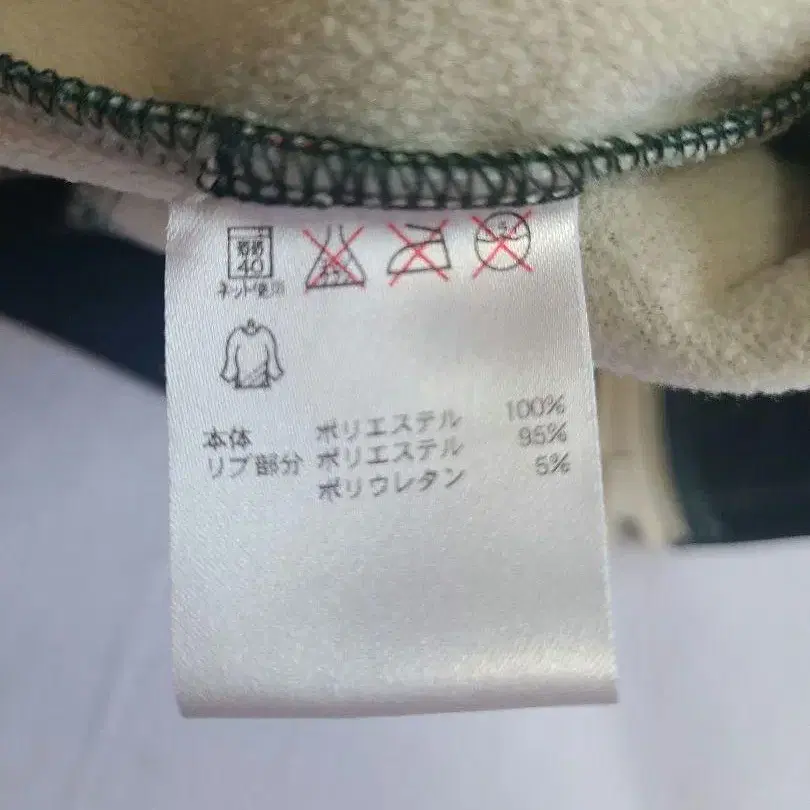 弱
40
ネット使用
本体 ポリエステル 100%
リブ部分 ポリエステル 95%
ポリウレタン 5%